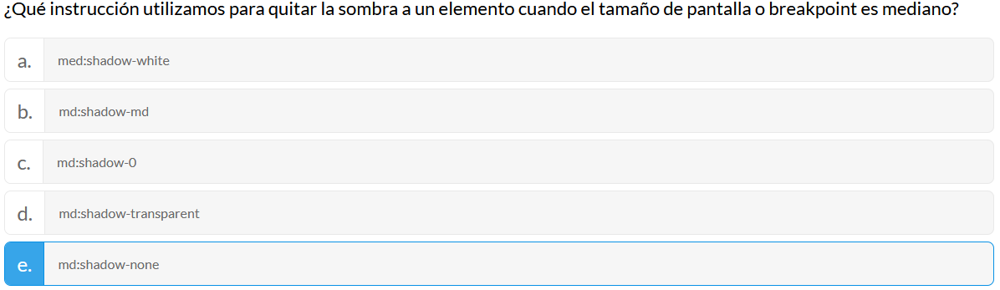 ¿Qué instrucción utilizamos para quitar la sombra a un elemento cuando el tamaño de pantalla o breakpoint es mediano?
a. med:shadow-white
b. md:shadow-md
c. md:shadow-0
d. md:shadow-transparent
e. md:shadow-none